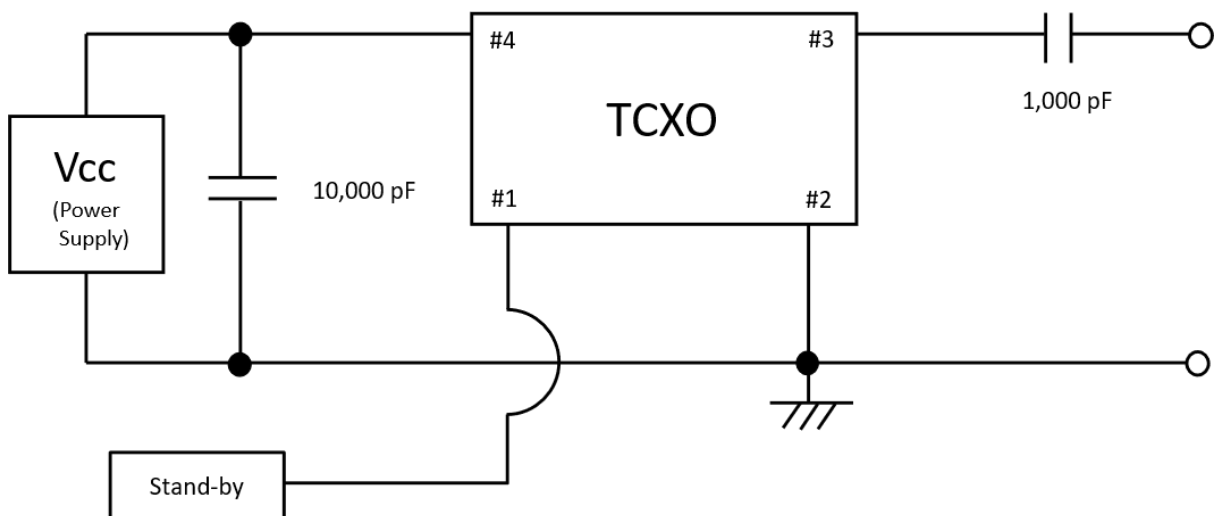 #4
#3
TCXO
1,000 pF
Vcc
(Power
Supply)
10,000 pF
#1
#2
Stand-by